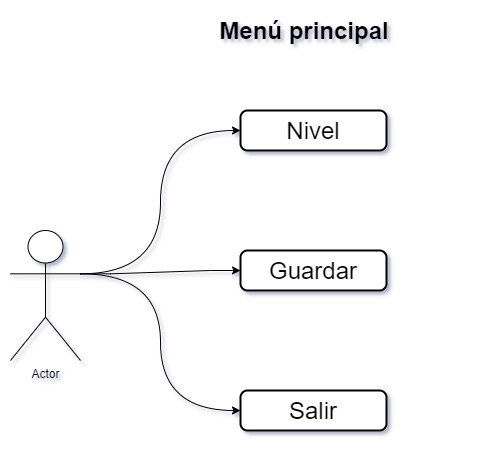 Menú principal
Nivel
Guardar
Actor
Salir